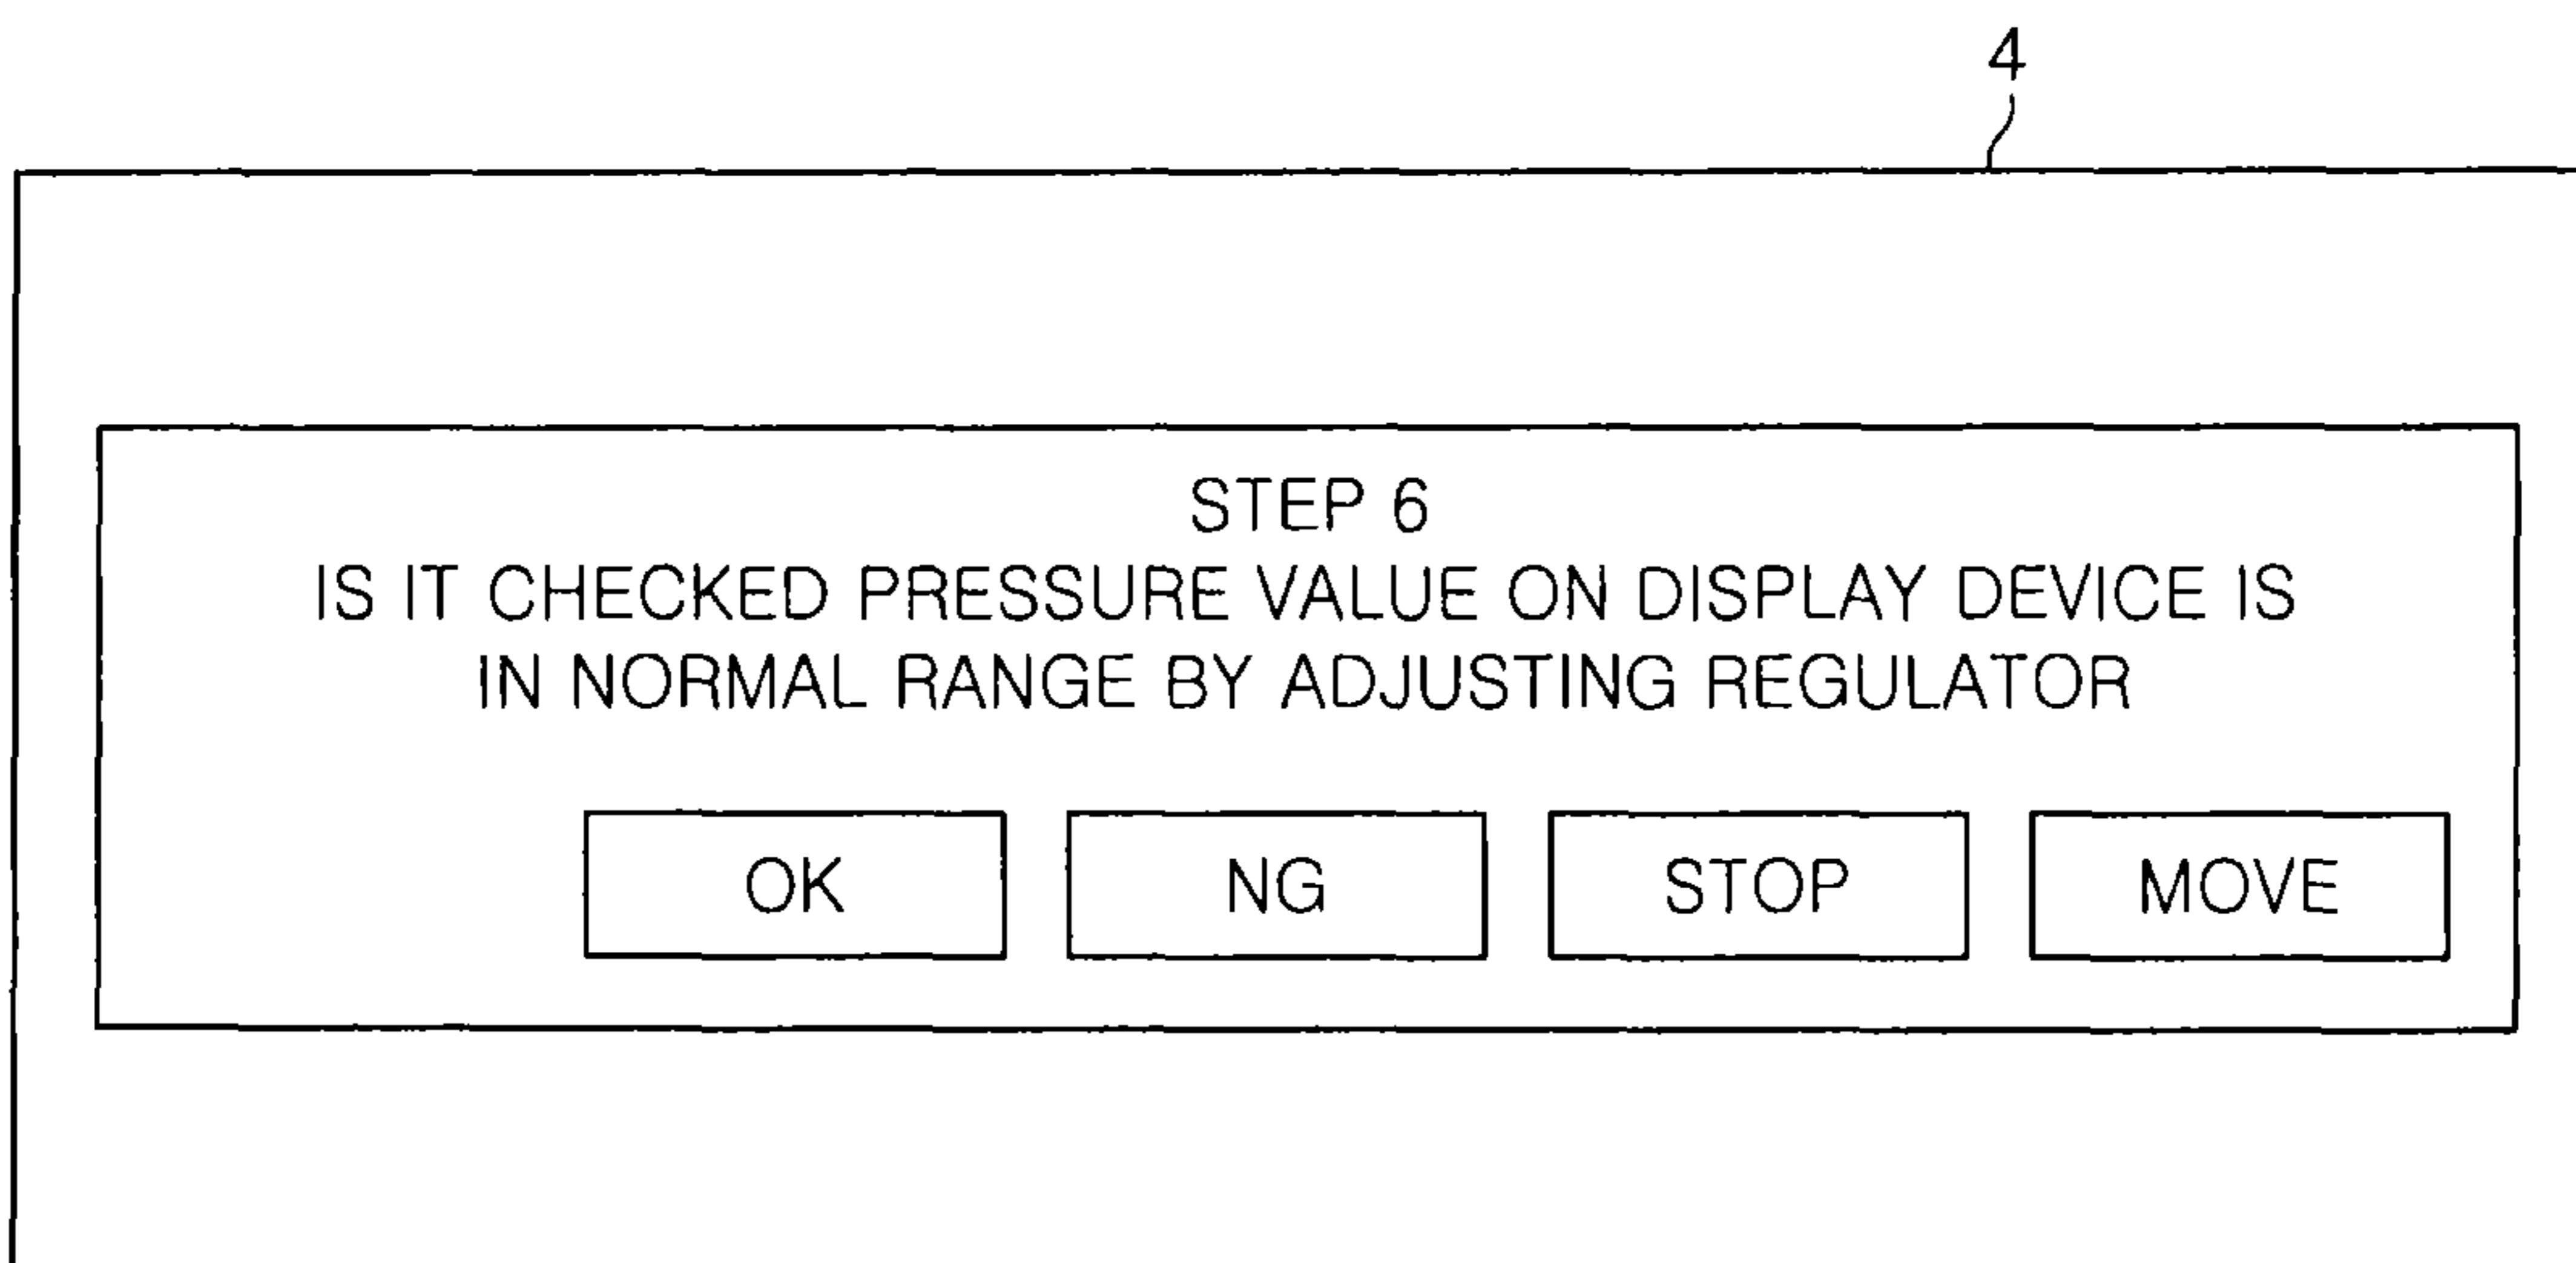 4
STEP 6
IS IT CHECKED PRESSURE VALUE ON DISPLAY DEVICE IS
IN NORMAL RANGE BY ADJUSTING REGULATOR
OK NG STOP MOVE